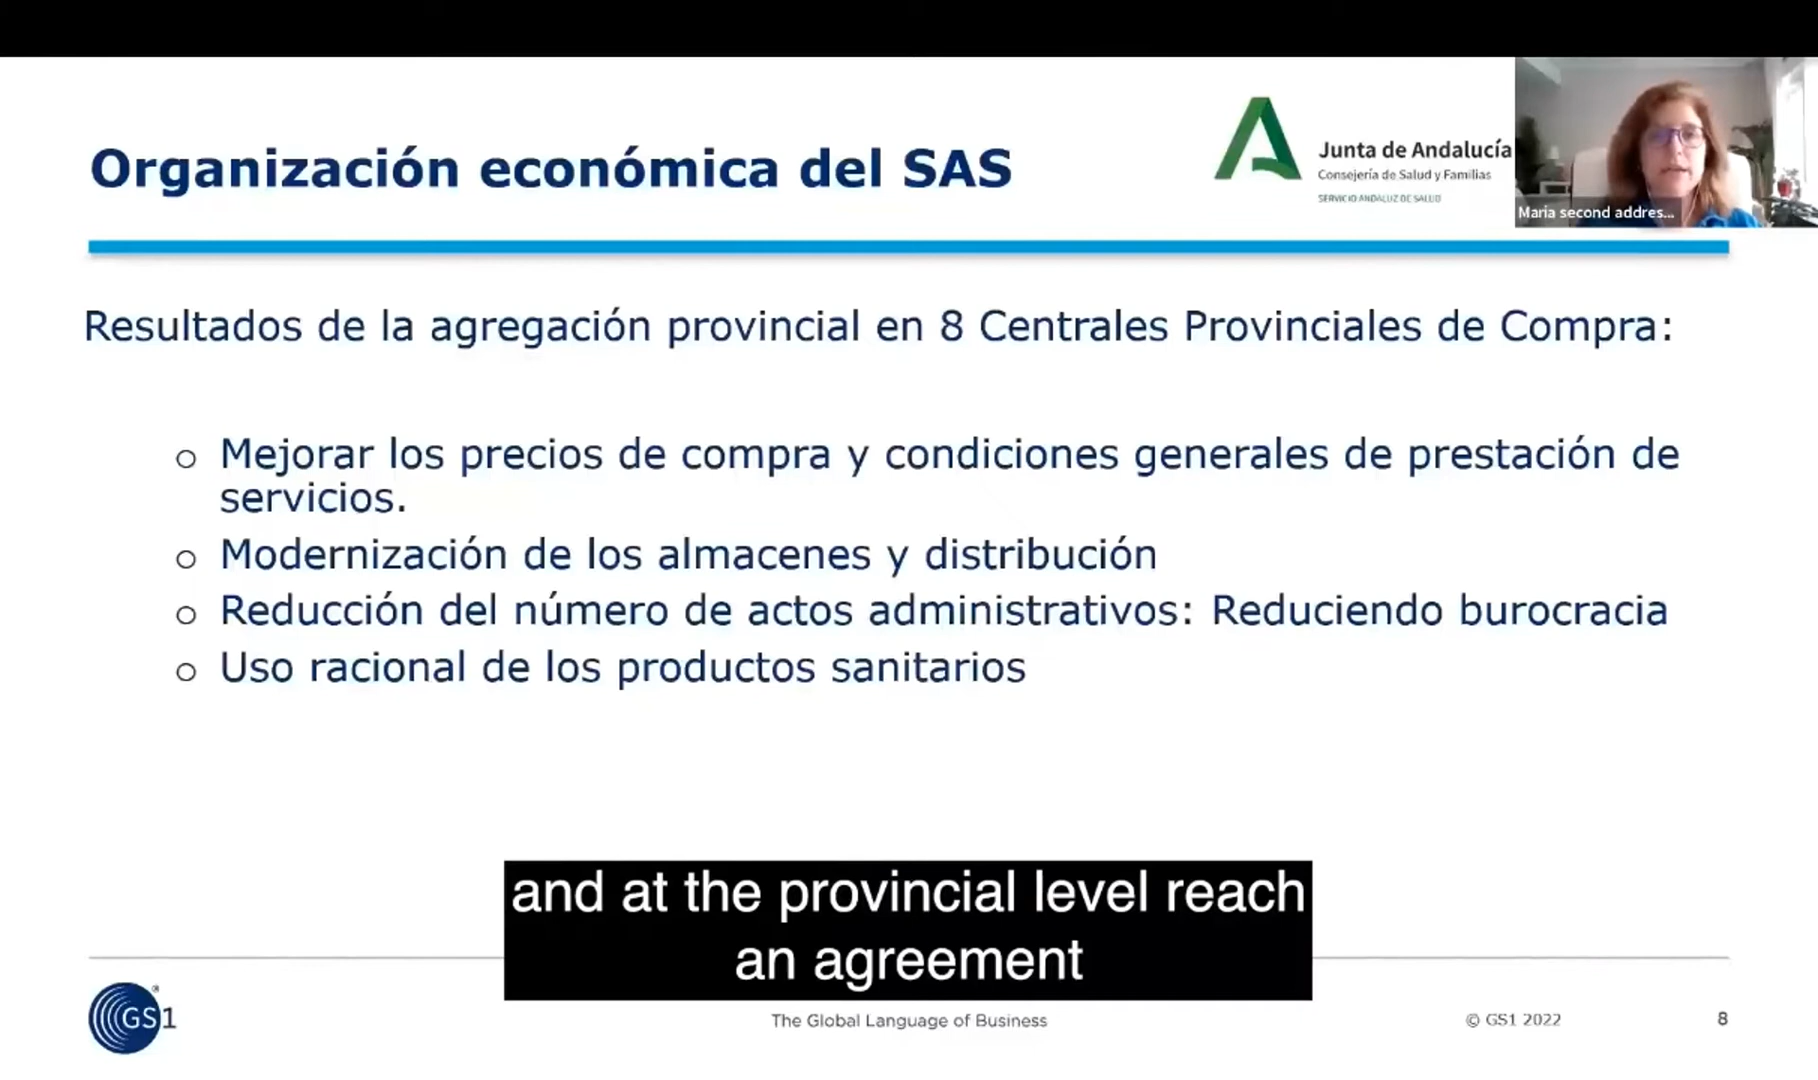 Organización económica del SAS
Junta de Andalucía
Consejería de Salud y Familias
SERVICIO ANDALUZ DE SALUD
Maria second addres...
Resultados de la agregación provincial en 8 Centrales Provinciales de Compra:
o Mejorar los precios de compra y condiciones generales de prestación de
servicios.
o Modernización de los almacenes y distribución
o Reducción del número de actos administrativos: Reduciendo burocracia
o Uso racional de los productos sanitarios
and at the provincial level reach
an agreement
GS1
®
The Global Language of Business
© GS1 2022
8